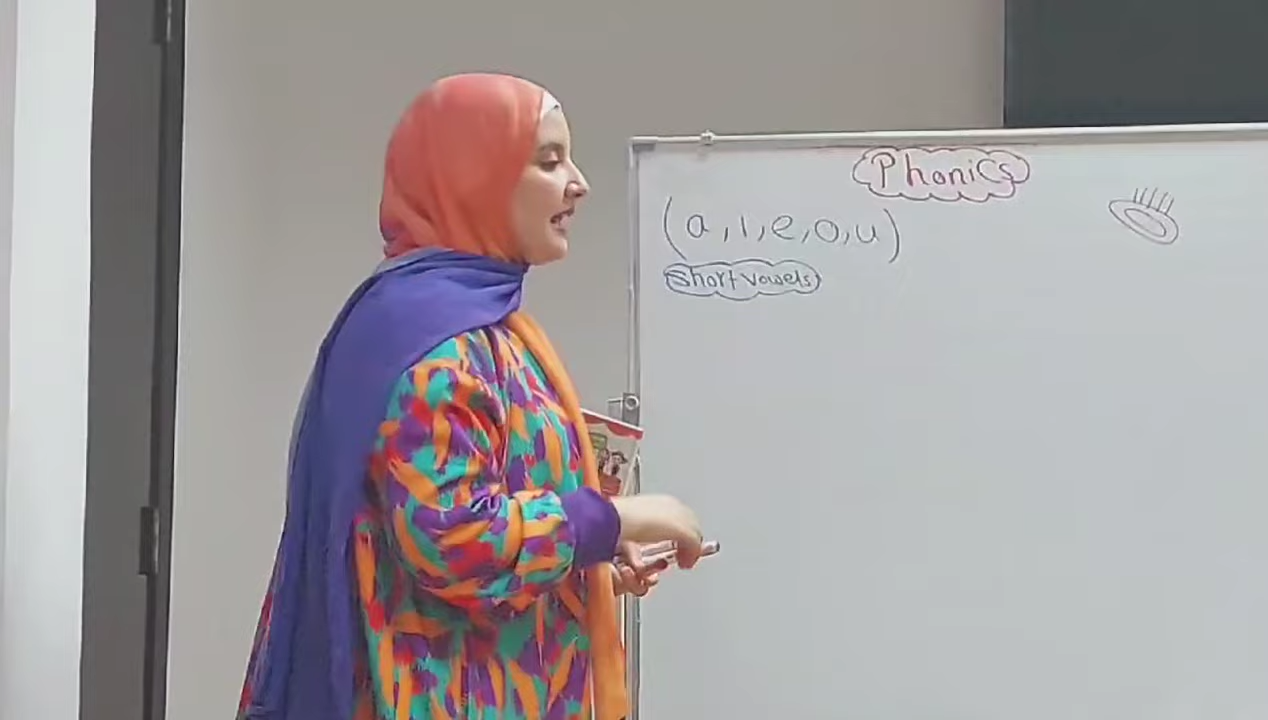 Phonics
(a, i, e, o, u)
short vowels